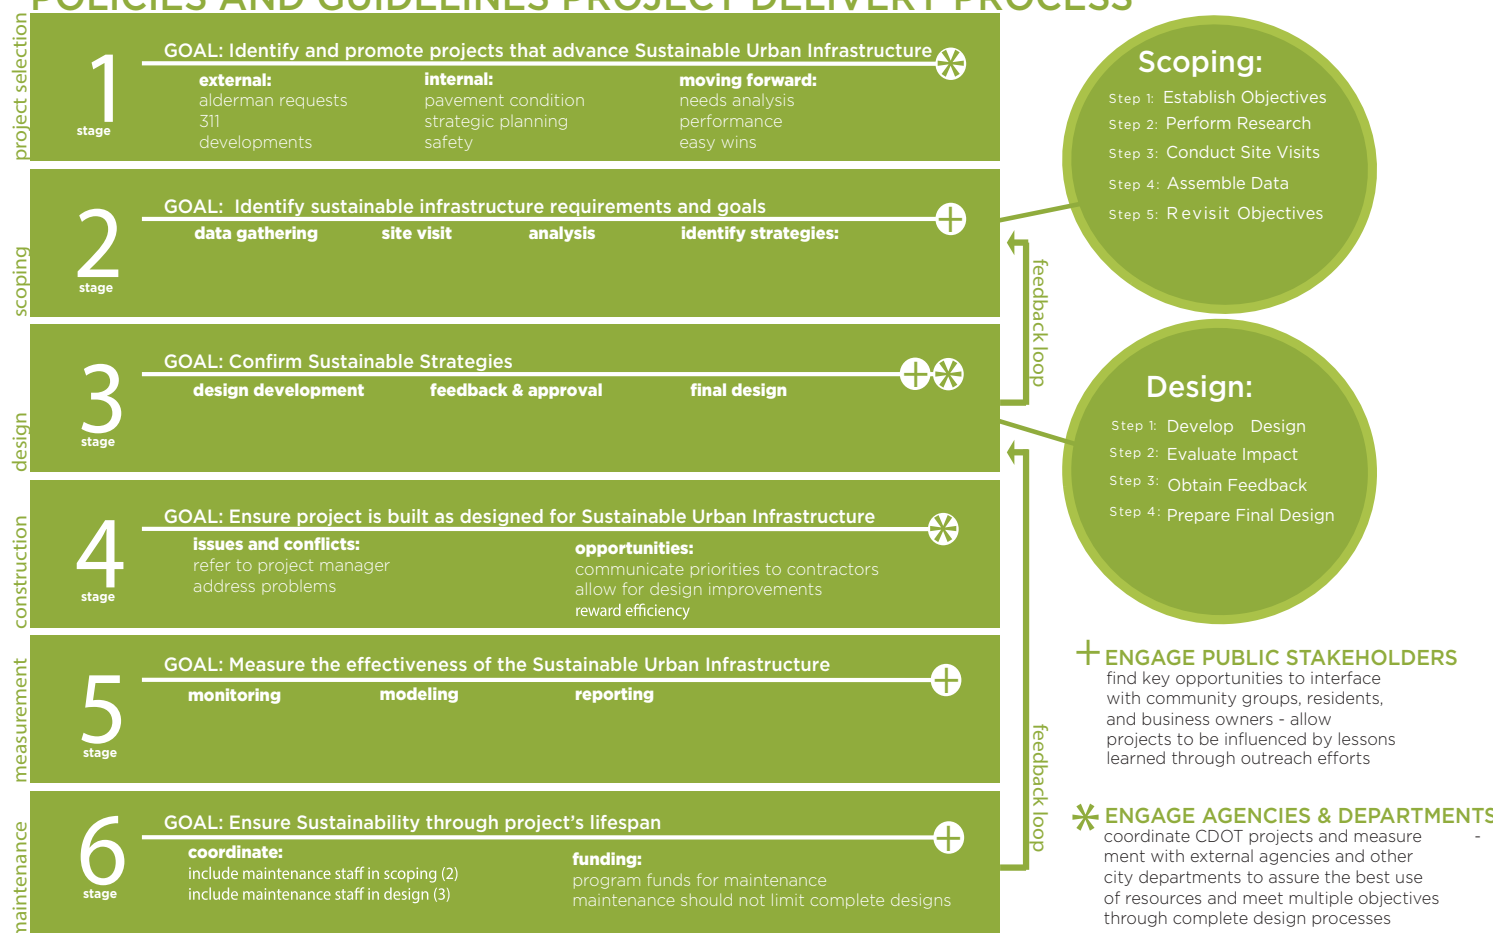 POLICIES AND GUIDELINES PROJECT DELIVERY PROCESS
project selection
1
stage
GOAL: Identify and promote projects that advance Sustainable Urban Infrastructure
external:
alderman requests
311
developments
internal:
pavement condition
strategic planning
safety
moving forward:
needs analysis
performance
easy wins
scoping
2
stage
GOAL: Identify sustainable infrastructure requirements and goals
data gathering
site visit
analysis
identify strategies:
design
3
stage
GOAL: Confirm Sustainable Strategies
design development
feedback & approval
final design
construction
4
stage
GOAL: Ensure project is built as designed for Sustainable Urban Infrastructure
issues and conflicts:
refer to project manager
address problems
opportunities:
communicate priorities to contractors
allow for design improvements
reward efficiency
measurement
5
stage
GOAL: Measure the effectiveness of the Sustainable Urban Infrastructure
monitoring
modeling
reporting
maintenance
6
stage
GOAL: Ensure Sustainability through project's lifespan
coordinate:
include maintenance staff in scoping (2)
include maintenance staff in design (3)
funding:
program funds for maintenance
maintenance should not limit complete designs
feedback loop
feedback loop
Scoping:
Step 1: Establish Objectives
Step 2: Perform Research
Step 3: Conduct Site Visits
Step 4: Assemble Data
Step 5: Revisit Objectives
Design:
Step 1: Develop Design
Step 2: Evaluate Impact
Step 3: Obtain Feedback
Step 4: Prepare Final Design
+ ENGAGE PUBLIC STAKEHOLDERS
find key opportunities to interface
with community groups, residents,
and business owners - allow
projects to be influenced by lessons
learned through outreach efforts
* ENGAGE AGENCIES & DEPARTMENTS
coordinate CDOT projects and measure -
ment with external agencies and other
city departments to assure the best use
of resources and meet multiple objectives
through complete design processes